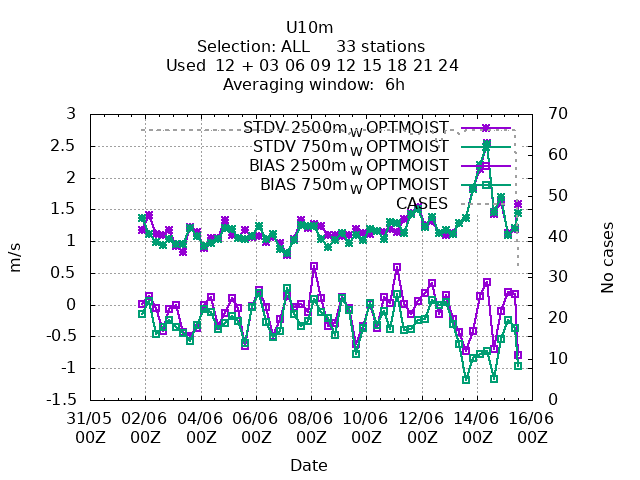 U10m
Selection: ALL 33 stations
Used 12 + 03 06 09 12 15 18 21 24
Averaging window: 6h
3 70
STDV 2500m_W OPTMOIST
2.5 STDV 750m_W OPTMOIST
60
BIAS 2500m_W OPTMOIST
2 BIAS 750m_W OPTMOIST
CASES 50
1.5
1 40
0.5 30
0
20
-0.5
-1 10
-1.5 0
31/05 02/06 04/06 06/06 08/06 10/06 12/06 14/06 16/06
00Z 00Z 00Z 00Z 00Z 00Z 00Z 00Z 00Z
Date
m/s
No cases